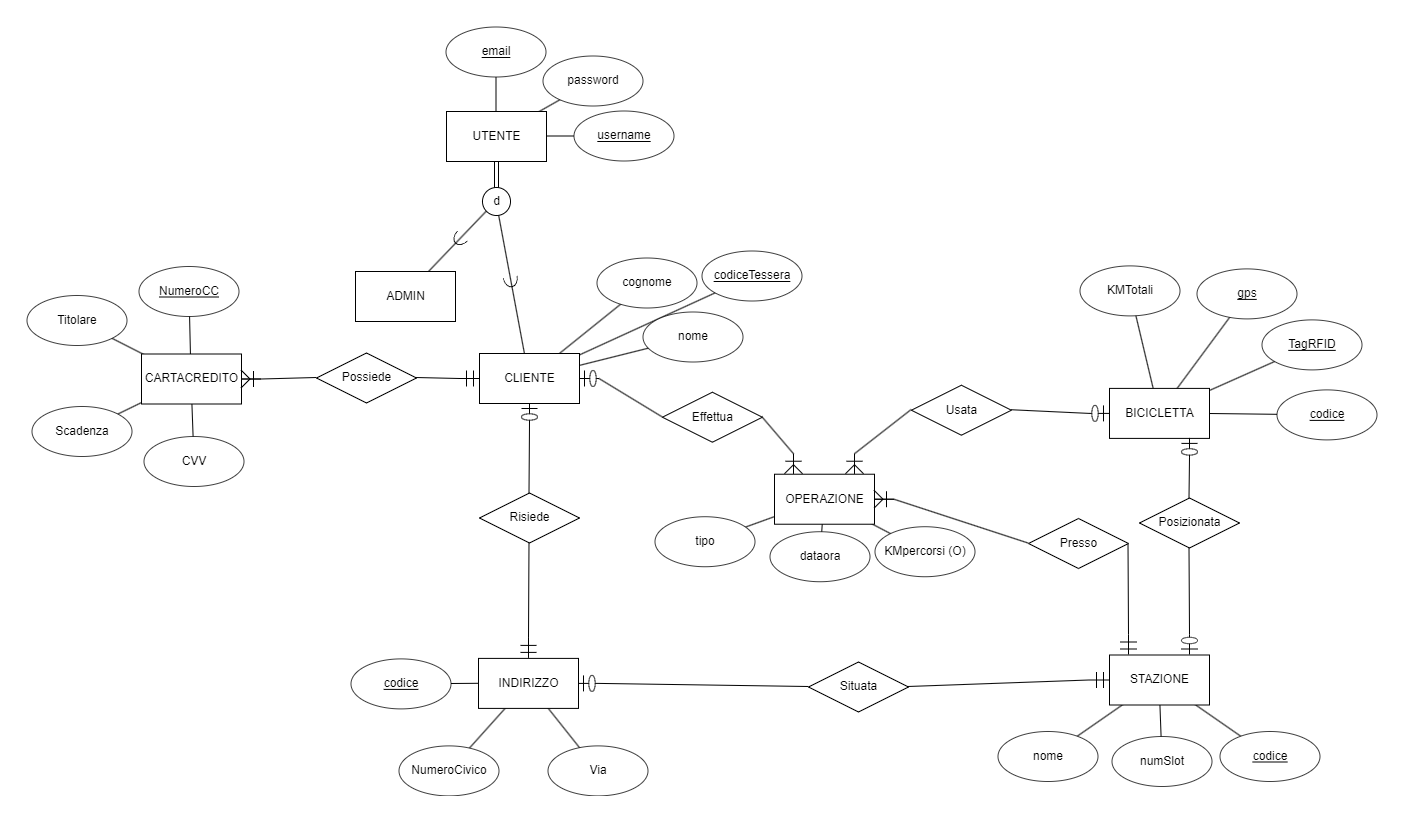 email
password
UTENTE
username
d
cognome
codiceTessera
KMTotali
gps
NumeroCC
ADMIN
Titolare
nome
TagRFID
CARTACREDITO
Possiede
CLIENTE
Effettua
Usata
BICICLETTA
codice
Scadenza
CVV
OPERAZIONE
Risiede
Posizionata
tipo
dataora
KMpercorsi (O)
Presso
codice
INDIRIZZO
Situata
STAZIONE
NumeroCivico
Via
nome
numSlot
codice